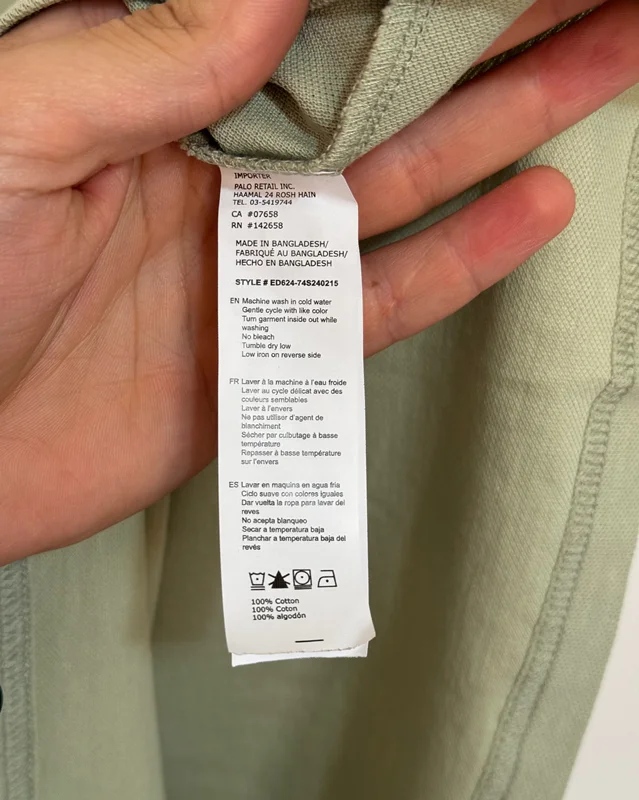 IMPORTER
PALO RETAIL INC.
HAAMAL 24 ROSH HAIN
TEL. 03-5419744
CA #07658
RN #142658
MADE IN BANGLADESH/
FABRIQUÉ AU BANGLADESH/
HECHO EN BANGLADESH
STYLE # ED624-74S240215
EN Machine wash in cold water
Gentle cycle with like color
Turn garment inside out while
washing
No bleach
Tumble dry low
Low iron on reverse side
FR Laver à la machine à l'eau froide
Laver au cycle délicat avec des
couleurs semblables
Laver à l'envers
Ne pas utiliser d'agent de
blanchiment
Sécher par culbutage à basse
température
Repasser à basse température
sur l'envers
ES Lavar en maquina en agua fria
Ciclo suave con colores iguales
Dar vuelta la ropa para lavar del
reves
No acepta blanqueo
Secar a temperatura baja
Planchar a temperatura baja del
revés
100% Cotton
100% Coton
100% algodón